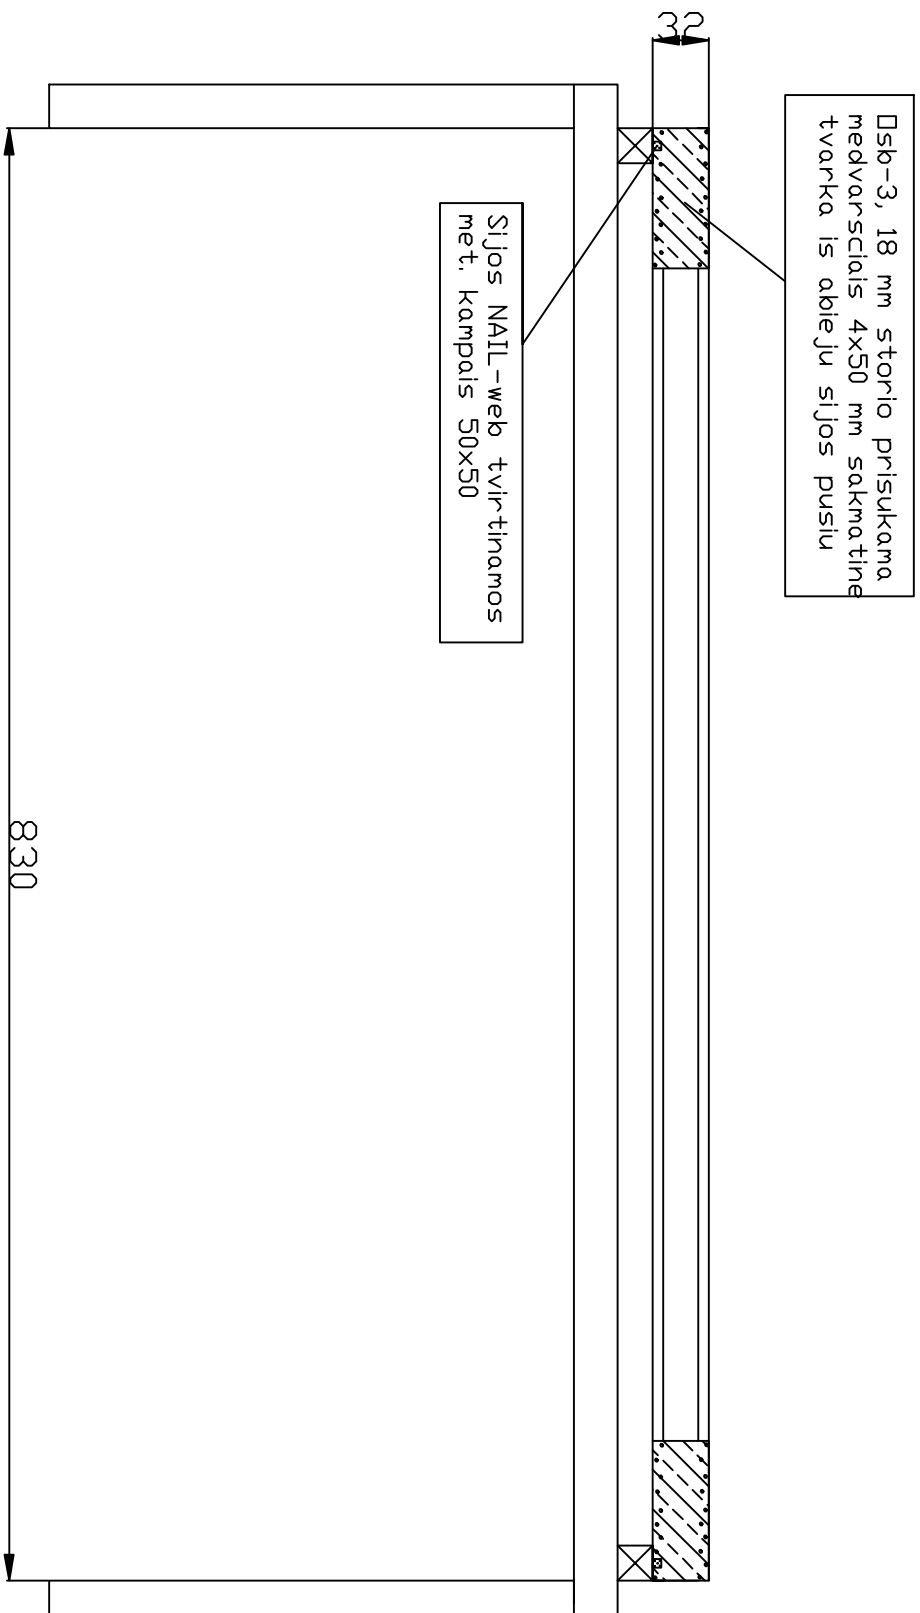 32
Osb-3, 18 mm storio prisukama
medvarsciais 4x50 mm sakmatine
tvarka is abieju sijos pusiu
Sijos NAIL-web tvirtinamos
met. kampais 50x50
830